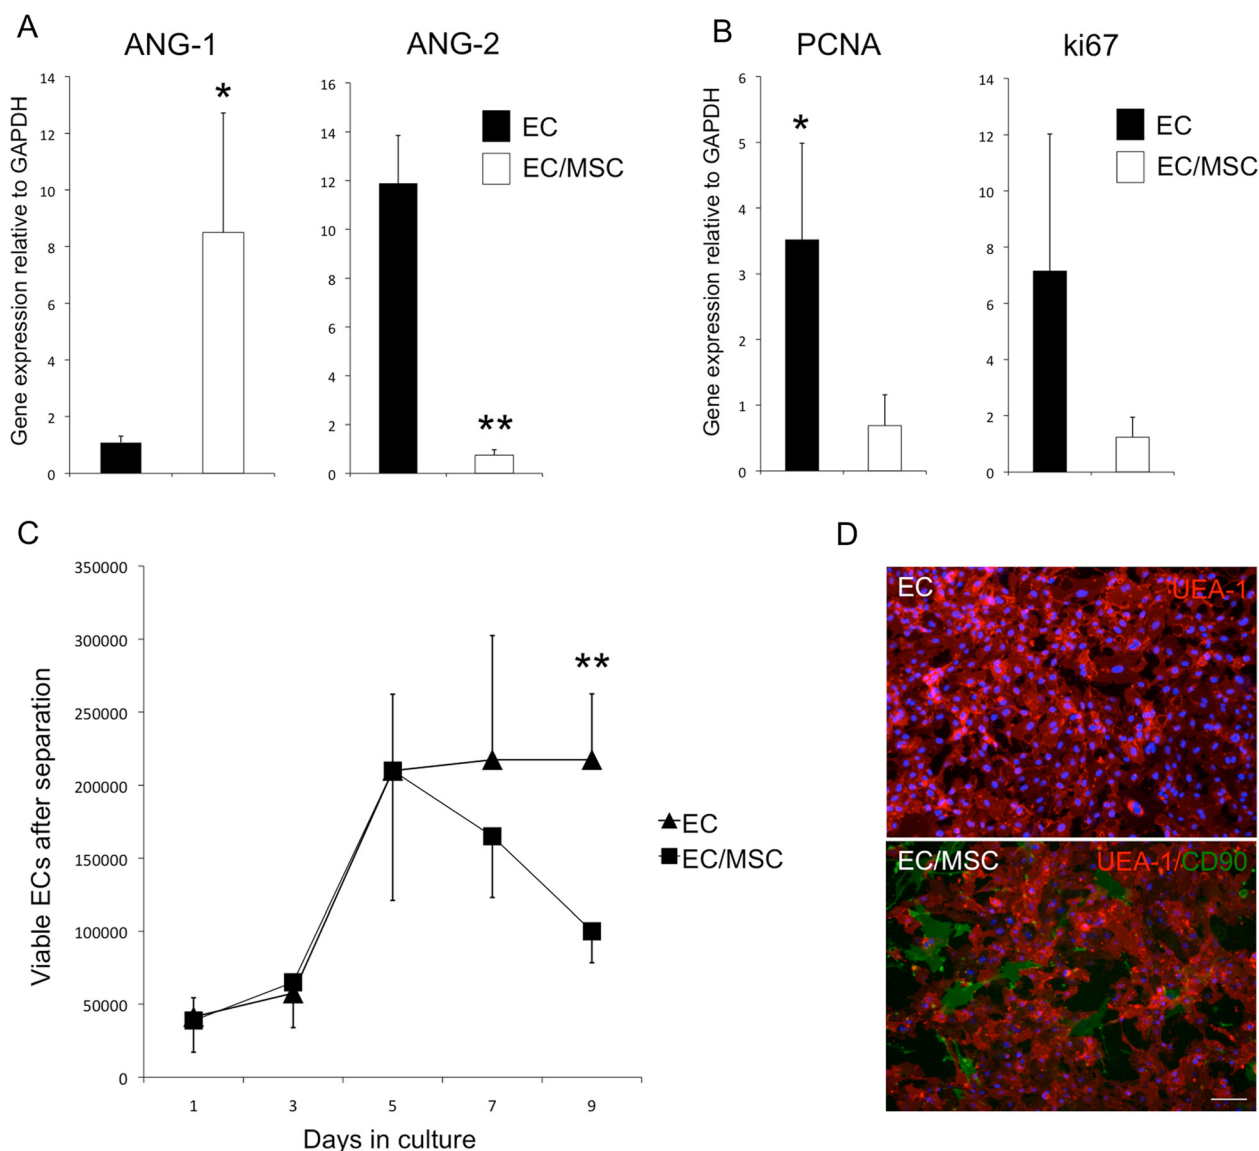 A
ANG-1
ANG-2
Gene expression relative to GAPDH
14
12
10
8
6
4
2
0
*
16
14
12
10
8
6
4
2
0
**
EC
EC/MSC
B
PCNA
ki67
Gene expression relative to GAPDH
6
5
4
3
2
1
0
*
14
12
10
8
6
4
2
0
EC
EC/MSC
C
Viable ECs after separation
350000
300000
250000
200000
150000
100000
50000
0
**
EC
EC/MSC
1 3 5 7 9
Days in culture
D
EC
UEA-1
EC/MSC
UEA-1/CD90